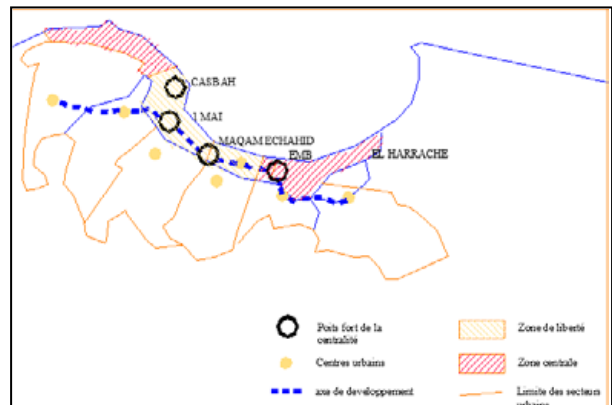 CASBAH
1 MAI
MAQAM ECHAHID
EMB
EL HARRACHE
Poits fort de la
centralité
Zone de liberté
Centres urbains
Zone centrale
axe de developpement
Limite des secteurs
urbains